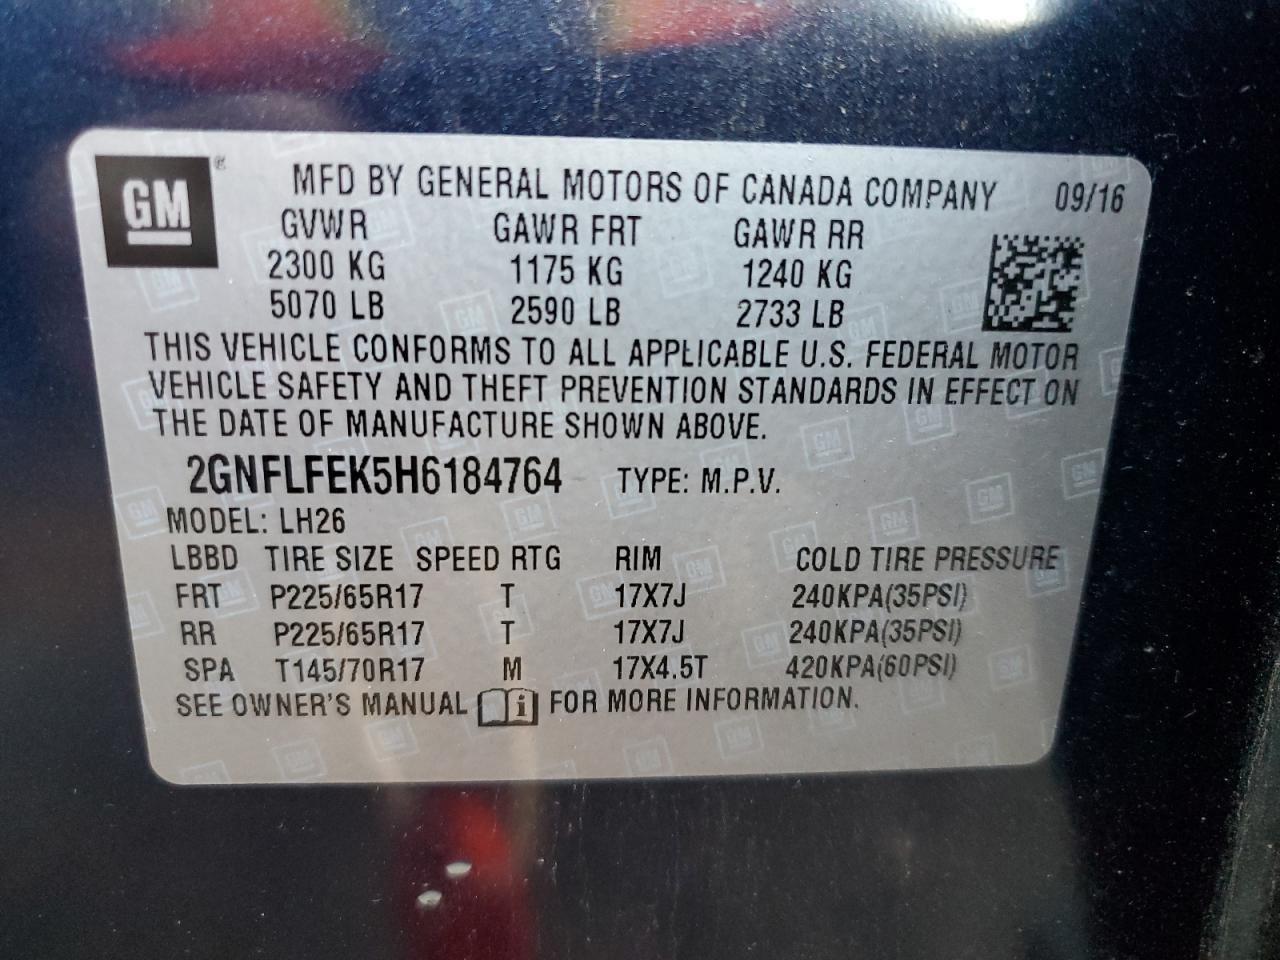 GM®
MFD BY GENERAL MOTORS OF CANADA COMPANY 09/16
GVWR GAWR FRT GAWR RR
2300 KG 1175 KG 1240 KG
5070 LB 2590 LB 2733 LB
THIS VEHICLE CONFORMS TO ALL APPLICABLE U.S. FEDERAL MOTOR
VEHICLE SAFETY AND THEFT PREVENTION STANDARDS IN EFFECT ON
THE DATE OF MANUFACTURE SHOWN ABOVE.
2GNFLFEK5H6184764 TYPE: M.P.V.
MODEL: LH26
LBBD TIRE SIZE SPEED RTG RIM COLD TIRE PRESSURE
FRT P225/65R17 T 17X7J 240KPA(35PSI)
RR P225/65R17 T 17X7J 240KPA(35PSI)
SPA T145/70R17 M 17X4.5T 420KPA(60PSI)
SEE OWNER'S MANUAL i FOR MORE INFORMATION.